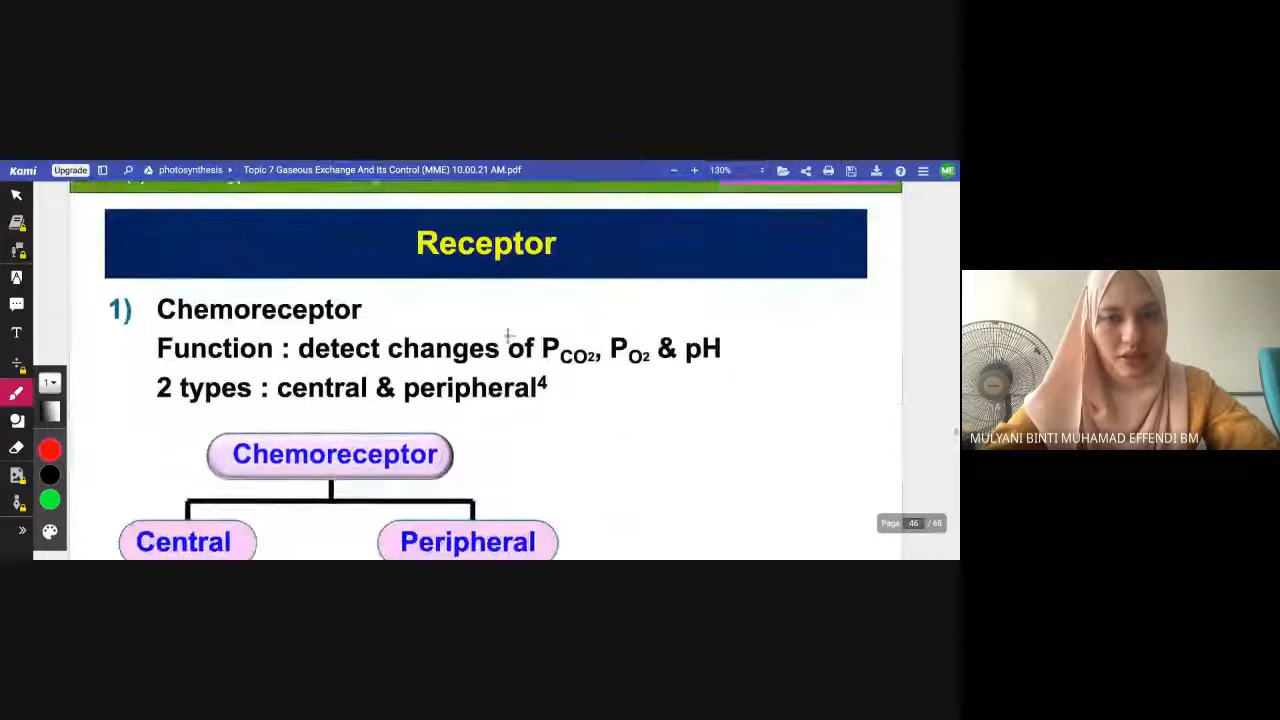 Kami
Upgrade
photosynthesis
Topic 7 Gaseous Exchange And Its Control (MME) 10.00.21 AM.pdf
130%
ME
Receptor
1) Chemoreceptor
Function : detect changes of PCO2, PO2 & pH
2 types : central & peripheral4
Chemoreceptor
Central
Peripheral
1
Page 46 / 68
MULYANI BINTI MUHAMAD EFFENDI BM